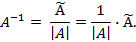 A⁻¹ = Ã/|A| = 1/|A| · Ã.